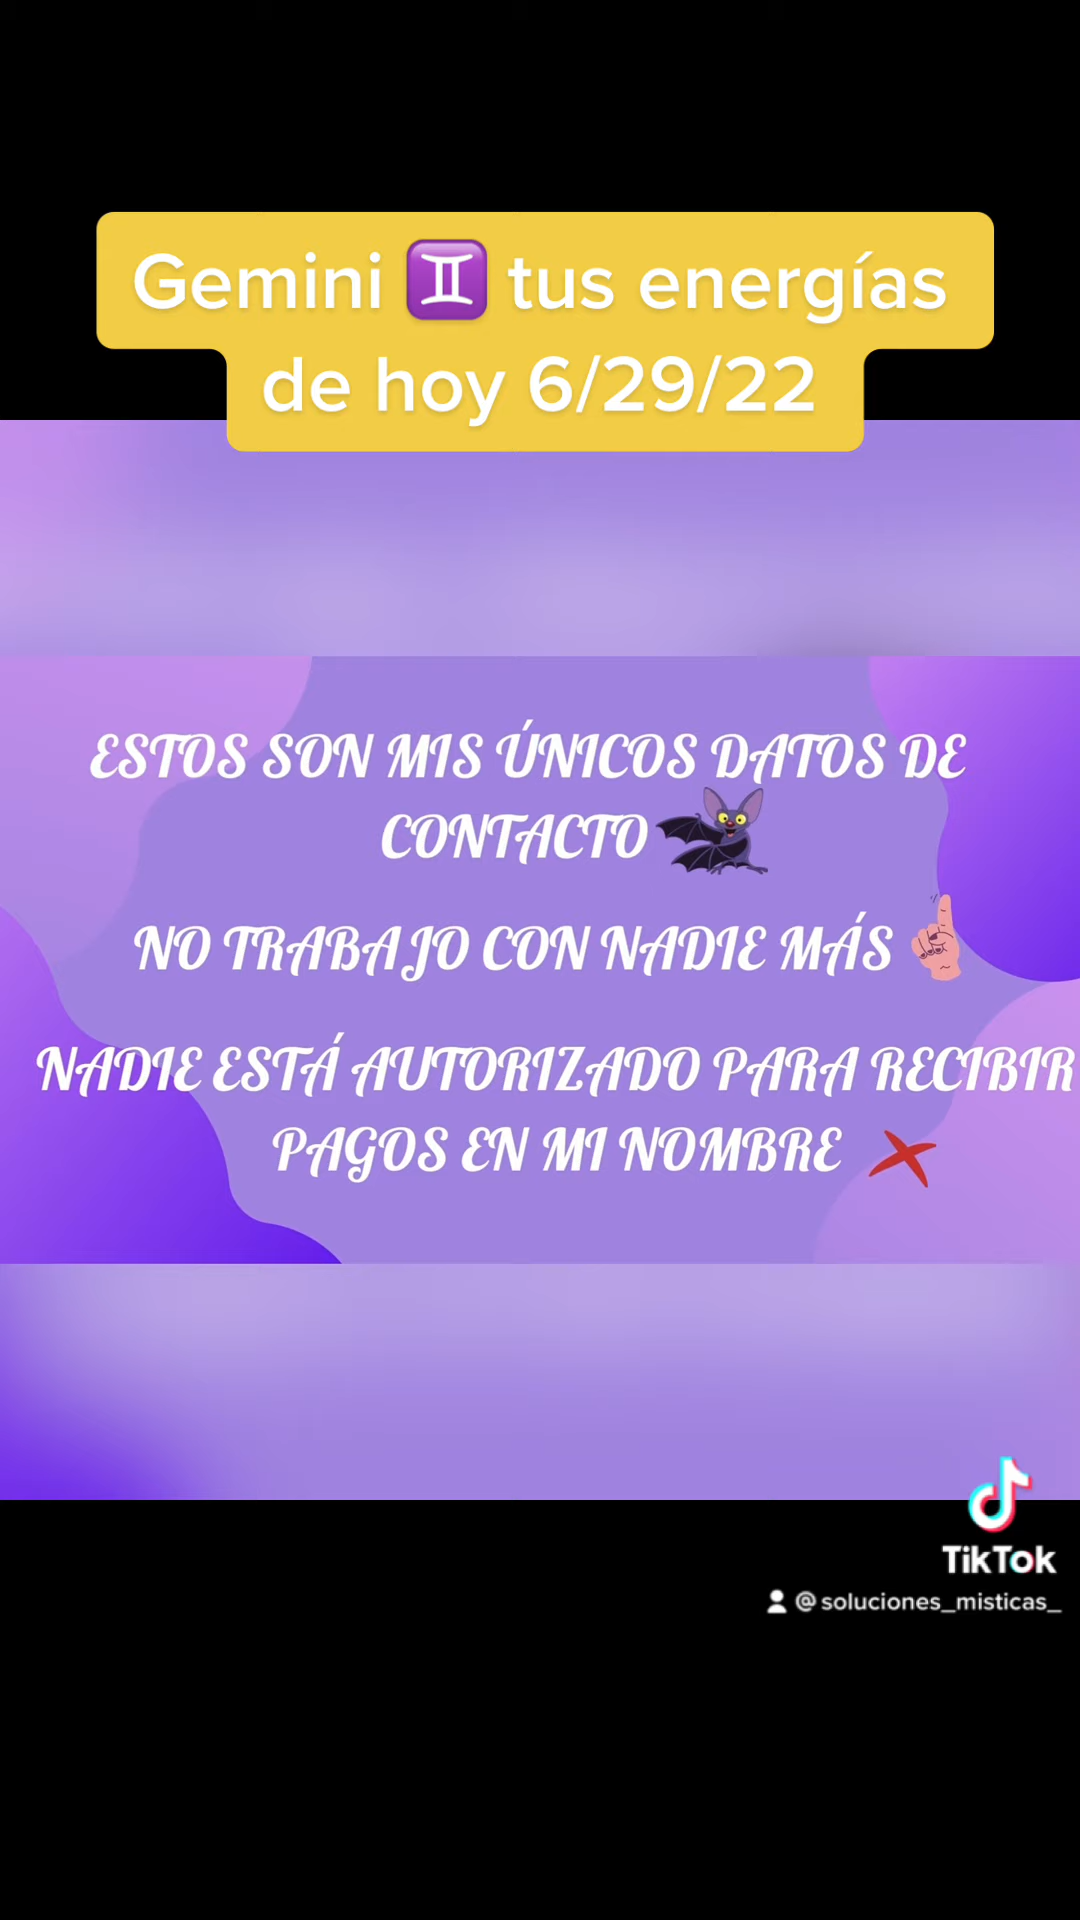 Gemini ♊ tus energías
de hoy 6/29/22
ESTOS SON MIS ÚNICOS DATOS DE
CONTACTO
NO TRABAJO CON NADIE MÁS
NADIE ESTÁ AUTORIZADO PARA RECIBIR
PAGOS EN MI NOMBRE
TikTok
@soluciones_misticas_